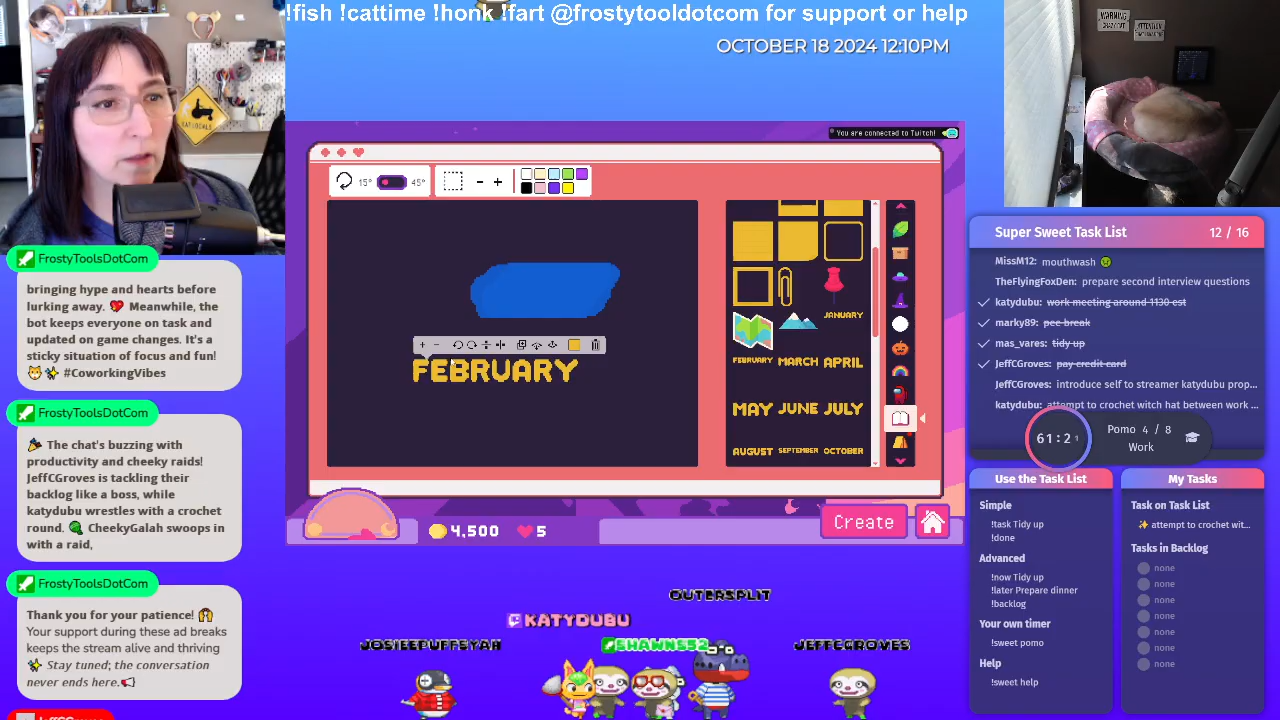 !fish !cattime !honk !fart @frostytooldotcom for support or help
OCTOBER 18 2024 12:10PM
You are connected to Twitch!
15° 45°
FEBRUARY
JANUARY
FEBRUARY MARCH APRIL
MAY JUNE JULY
AUGUST SEPTEMBER OCTOBER
4,500 5
Create
WARNING
ATTENTION
FrostyToolsDotCom
bringing hype and hearts before
lurking away. ❤️ Meanwhile, the
bot keeps everyone on task and
updated on game changes. It's a
sticky situation of focus and fun!
#CoworkingVibes
FrostyToolsDotCom
The chat's buzzing with
productivity and cheeky raids!
JeffCGroves is tackling their
backlog like a boss, while
katydubu wrestles with a crochet
round. CheekyGalah swoops in
with a raid,
FrostyToolsDotCom
Thank you for your patience!
Your support during these ad breaks
keeps the stream alive and thriving
Stay tuned; the conversation
never ends here.
JeffCGroves
Super Sweet Task List 12 / 16
MissM12: mouthwash
TheFlyingFoxDen: prepare second interview questions
katydubu: work meeting around 1130 est
marky89: pee break
mas_vares: tidy up
JeffCGroves: pay credit card
JeffCGroves: introduce self to streamer katydubu prop...
katydubu: attempt to crochet witch hat between work ...
61:2
Pomo 4 / 8
Work
Use the Task List
Simple
!task Tidy up
!done
Advanced
!now Tidy up
!later Prepare dinner
!backlog
Your own timer
!sweet pomo
Help
!sweet help
My Tasks
Task on Task List
attempt to crochet wit...
Tasks in Backlog
none
none
none
none
none
none
none
OUTERSPLIT
KATYDUBU
JOSIEBUFFSYAH
SHAWN552
JEFFCGROVES